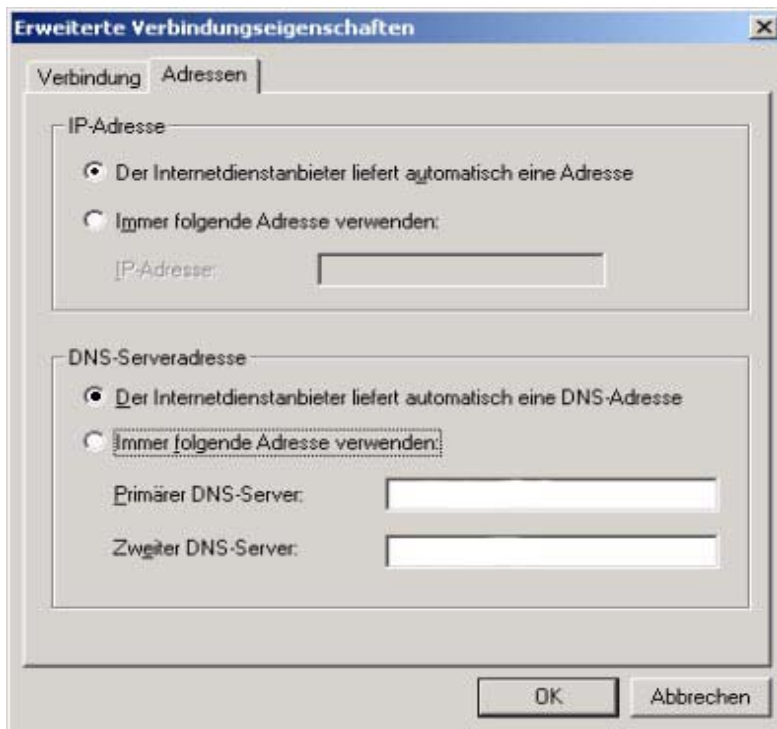 Erweiterte Verbindungseigenschaften
Verbindung Adressen
IP-Adresse
Der Internetdienstanbieter liefert automatisch eine Adresse
Immer folgende Adresse verwenden:
IP-Adresse:
DNS-Serveradresse
Der Internetdienstanbieter liefert automatisch eine DNS-Adresse
Immer folgende Adresse verwenden:
Primärer DNS-Server:
Zweiter DNS-Server:
OK Abbrechen